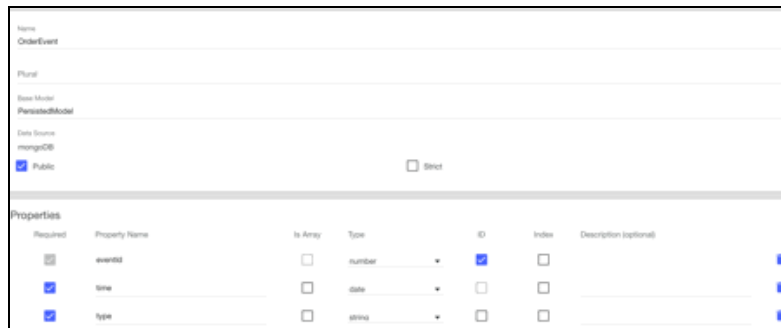 Name
OrderEvent
Plural
Base Model
PersistedModel
Data Source
mongoDB
Public Strict
Properties
Required Property Name Is Array Type ID Index Description (optional)
eventId number
time date
type string